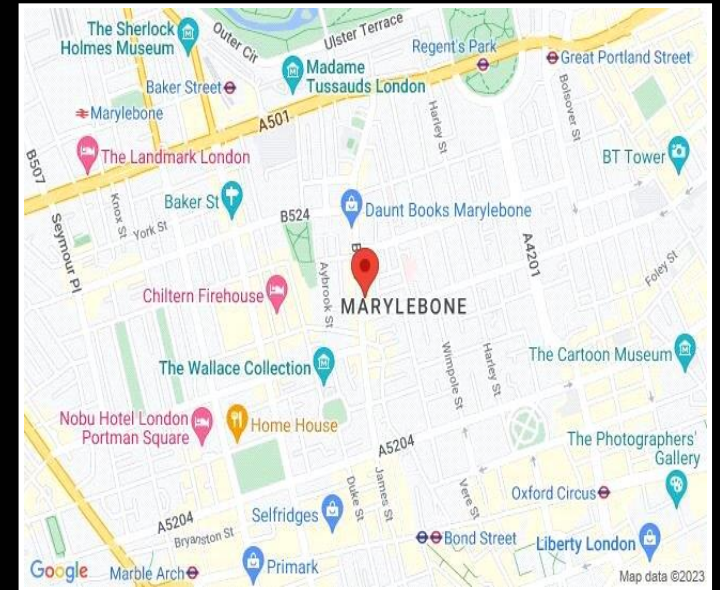 The Sherlock
Holmes Museum
Outer Cir
Ulster Terrace
Regent's Park
Great Portland Street
Madame
Tussauds London
Baker Street
Marylebone
A501
Harley St
Bolsover St
B507
The Landmark London
BT Tower
Knox St
Baker St
York St
B524
Daunt Books Marylebone
Seymour Pl
A4201
Foley St
B
Aybrook St
Chiltern Firehouse
MARYLEBONE
The Wallace Collection
Wimpole St
Harley St
The Cartoon Museum
Nobu Hotel London
Portman Square
Home House
A5204
The Photographers'
Gallery
Duke St
James St
Vere St
Oxford Circus
A5204
Bryanston St
Selfridges
Bond Street
Liberty London
Google
Marble Arch
Primark
Map data ©2023